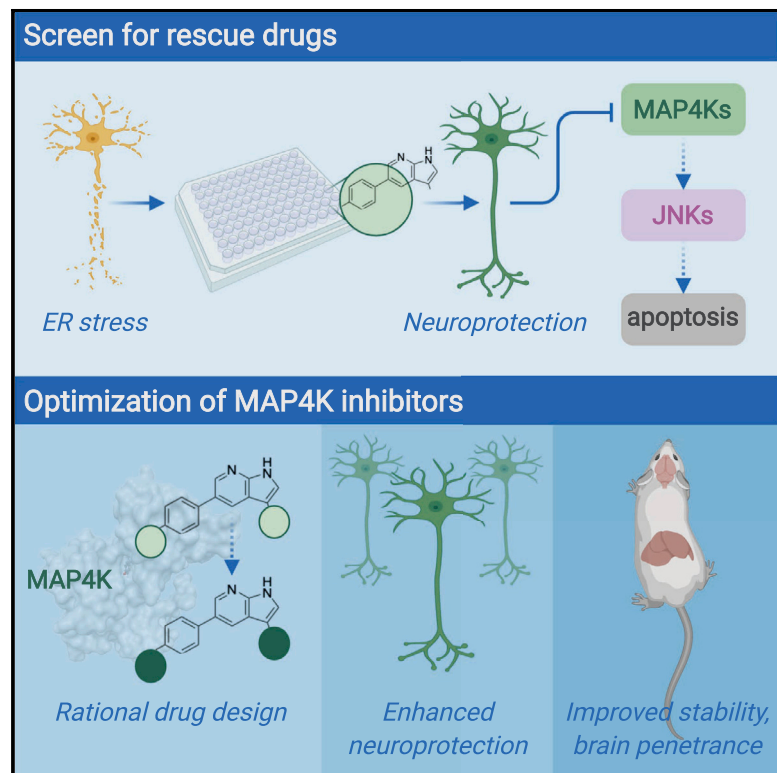 Screen for rescue drugs
N
H
N
MAP4Ks
JNKs
apoptosis
ER stress
Neuroprotection
Optimization of MAP4K inhibitors
N
H
N
MAP4K
N
H
N
Rational drug design
Enhanced
neuroprotection
Improved stability,
brain penetrance